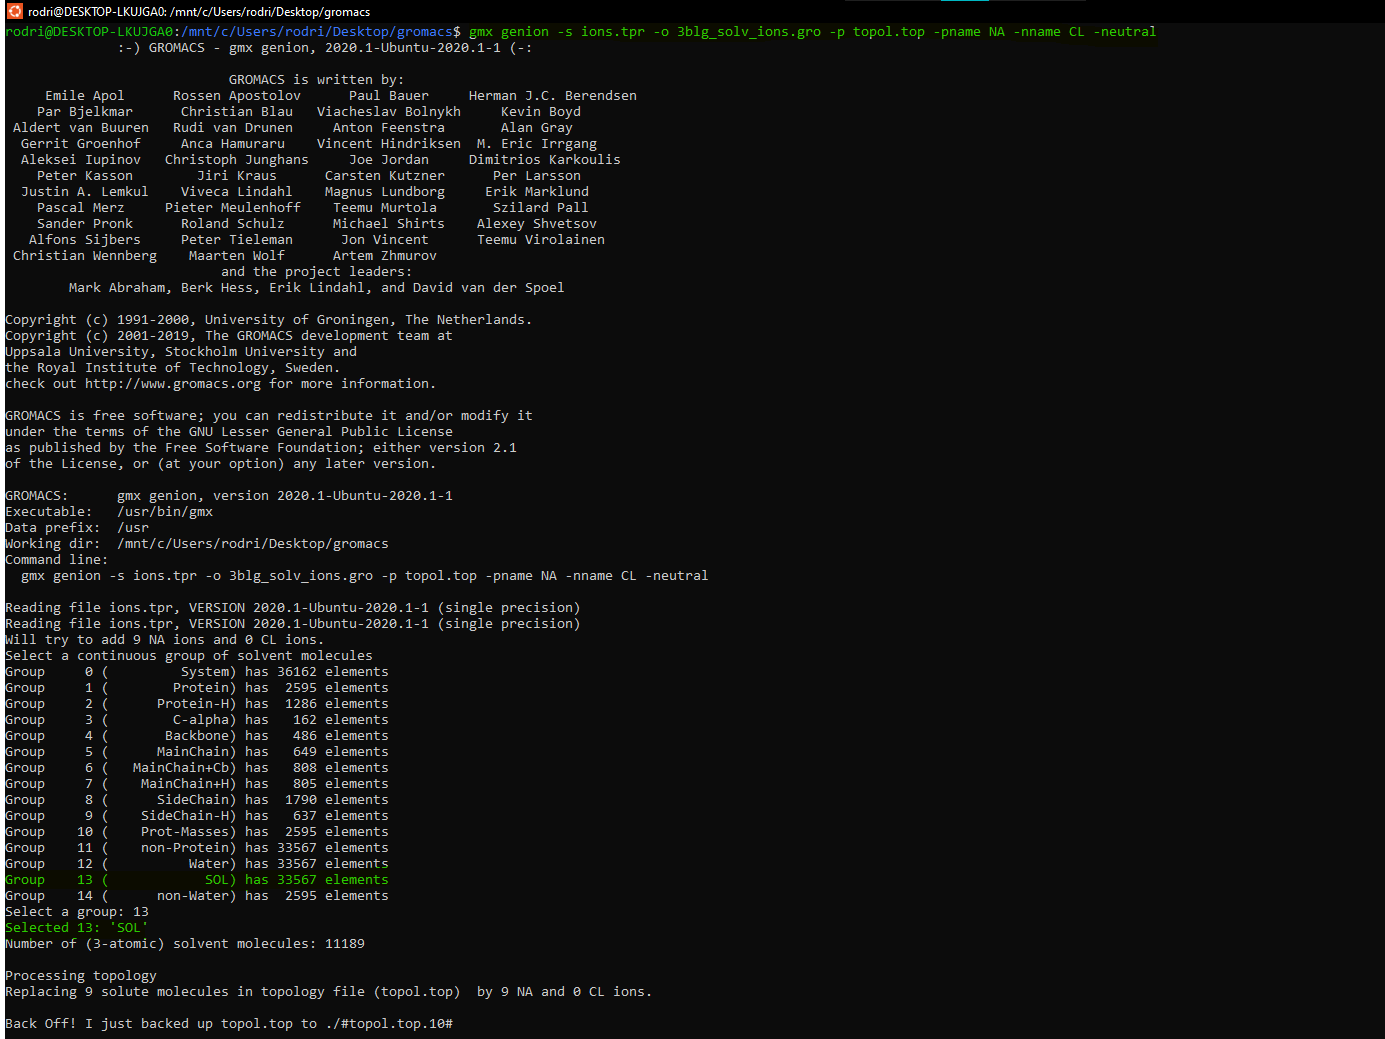 rodri@DESKTOP-LKUJGA0: /mnt/c/Users/rodri/Desktop/gromacs
rodri@DESKTOP-LKUJGA0:/mnt/c/Users/rodri/Desktop/gromacs$ gmx genion -s ions.tpr -o 3blg_solv_ions.gro -p topol.top -pname NA -nname CL -neutral
:-) GROMACS - gmx genion, 2020.1-Ubuntu-2020.1-1 (-:
GROMACS is written by:
Emile Apol Rossen Apostolov Paul Bauer Herman J.C. Berendsen
Par Bjelkmar Christian Blau Viacheslav Bolnykh Kevin Boyd
Aldert van Buuren Rudi van Drunen Anton Feenstra Alan Gray
Gerrit Groenhof Anca Hamuraru Vincent Hindriksen M. Eric Irrgang
Aleksei Iupinov Christoph Junghans Joe Jordan Dimitrios Karkoulis
Peter Kasson Jiri Kraus Carsten Kutzner Per Larsson
Justin A. Lemkul Viveca Lindahl Magnus Lundborg Erik Marklund
Pascal Merz Pieter Meulenhoff Teemu Murtola Szilard Pall
Sander Pronk Roland Schulz Michael Shirts Alexey Shvetsov
Alfons Sijbers Peter Tieleman Jon Vincent Teemu Virolainen
Christian Wennberg Maarten Wolf Artem Zhmurov
and the project leaders:
Mark Abraham, Berk Hess, Erik Lindahl, and David van der Spoel
Copyright (c) 1991-2000, University of Groningen, The Netherlands.
Copyright (c) 2001-2019, The GROMACS development team at
Uppsala University, Stockholm University and
the Royal Institute of Technology, Sweden.
check out http://www.gromacs.org for more information.
GROMACS is free software; you can redistribute it and/or modify it
under the terms of the GNU Lesser General Public License
as published by the Free Software Foundation; either version 2.1
of the License, or (at your option) any later version.
GROMACS: gmx genion, version 2020.1-Ubuntu-2020.1-1
Executable: /usr/bin/gmx
Data prefix: /usr
Working dir: /mnt/c/Users/rodri/Desktop/gromacs
Command line:
gmx genion -s ions.tpr -o 3blg_solv_ions.gro -p topol.top -pname NA -nname CL -neutral
Reading file ions.tpr, VERSION 2020.1-Ubuntu-2020.1-1 (single precision)
Reading file ions.tpr, VERSION 2020.1-Ubuntu-2020.1-1 (single precision)
Will try to add 9 NA ions and 0 CL ions.
Select a continuous group of solvent molecules
Group 0 ( System) has 36162 elements
Group 1 ( Protein) has 2595 elements
Group 2 ( Protein-H) has 1286 elements
Group 3 ( C-alpha) has 162 elements
Group 4 ( Backbone) has 486 elements
Group 5 ( MainChain) has 649 elements
Group 6 ( MainChain+Cb) has 808 elements
Group 7 ( MainChain+H) has 805 elements
Group 8 ( SideChain) has 1790 elements
Group 9 ( SideChain-H) has 637 elements
Group 10 ( Prot-Masses) has 2595 elements
Group 11 ( non-Protein) has 33567 elements
Group 12 ( Water) has 33567 elements
Group 13 ( SOL) has 33567 elements
Group 14 ( non-Water) has 2595 elements
Select a group: 13
Selected 13: 'SOL'
Number of (3-atomic) solvent molecules: 11189
Processing topology
Replacing 9 solute molecules in topology file (topol.top) by 9 NA and 0 CL ions.
Back Off! I just backed up topol.top to ./#topol.top.10#